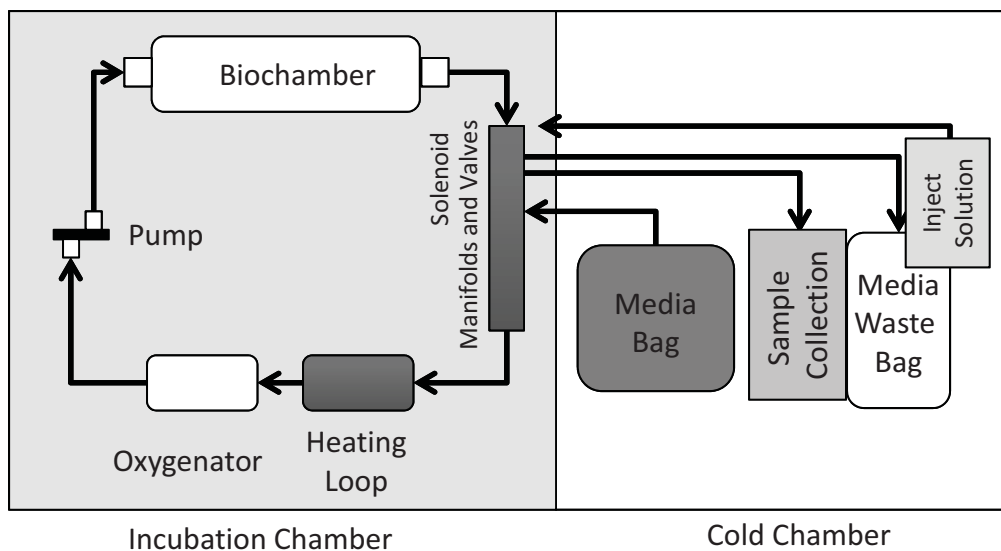 Biochamber
Solenoid
Manifolds and Valves
Pump
Oxygenator
Heating
Loop
Inject
Solution
Media
Bag
Sample
Collection
Media
Waste
Bag
Incubation Chamber
Cold Chamber